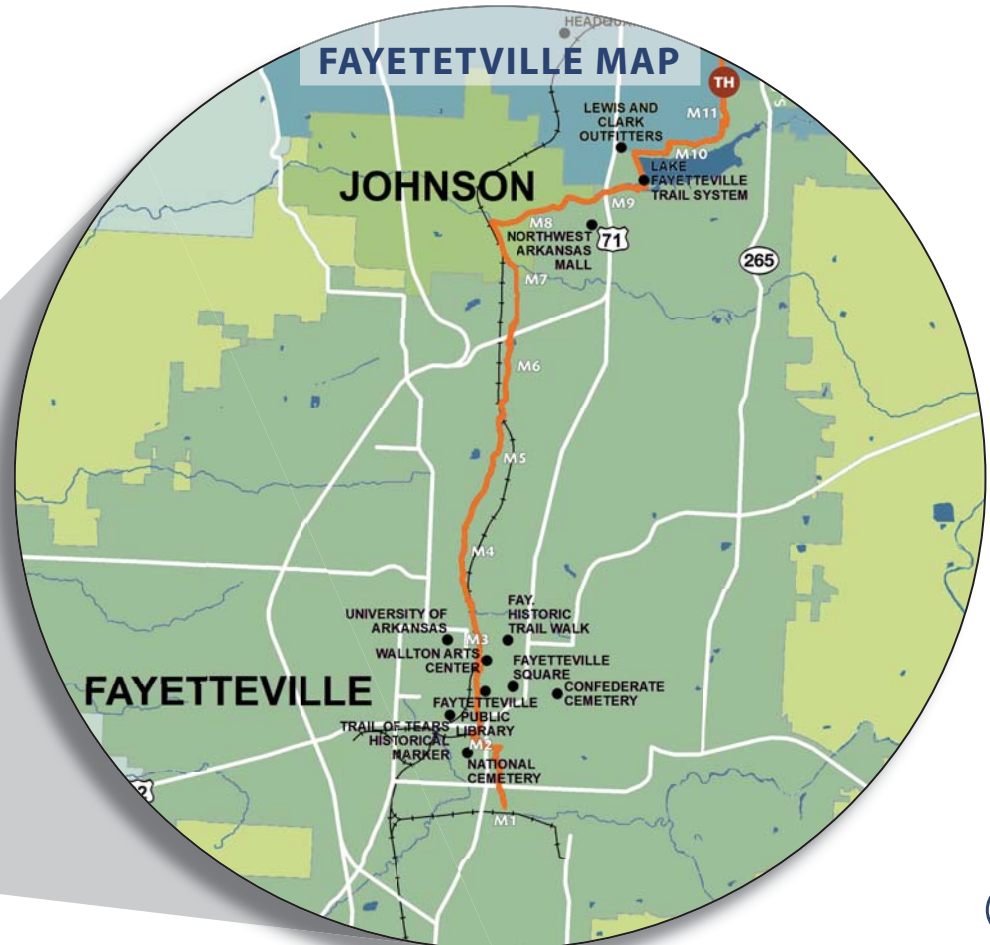 FAYETETVILLE MAP
TH
M11
LEWIS AND
CLARK
OUTFITTERS
M10
LAKE
FAYETTEVILLE
TRAIL SYSTEM
JOHNSON
M9
M8
NORTHWEST
ARKANSAS
MALL
71
265
M7
M6
M5
M4
FAY.
HISTORIC
TRAIL WALK
UNIVERSITY OF
ARKANSAS
M3
WALLTON ARTS
CENTER
FAYETTEVILLE
SQUARE
CONFEDERATE
CEMETERY
FAYETTEVILLE
FAYTETTEVILLE
PUBLIC
LIBRARY
TRAIL OF TEARS
HISTORICAL
MARKER
M2
NATIONAL
CEMETERY
M1